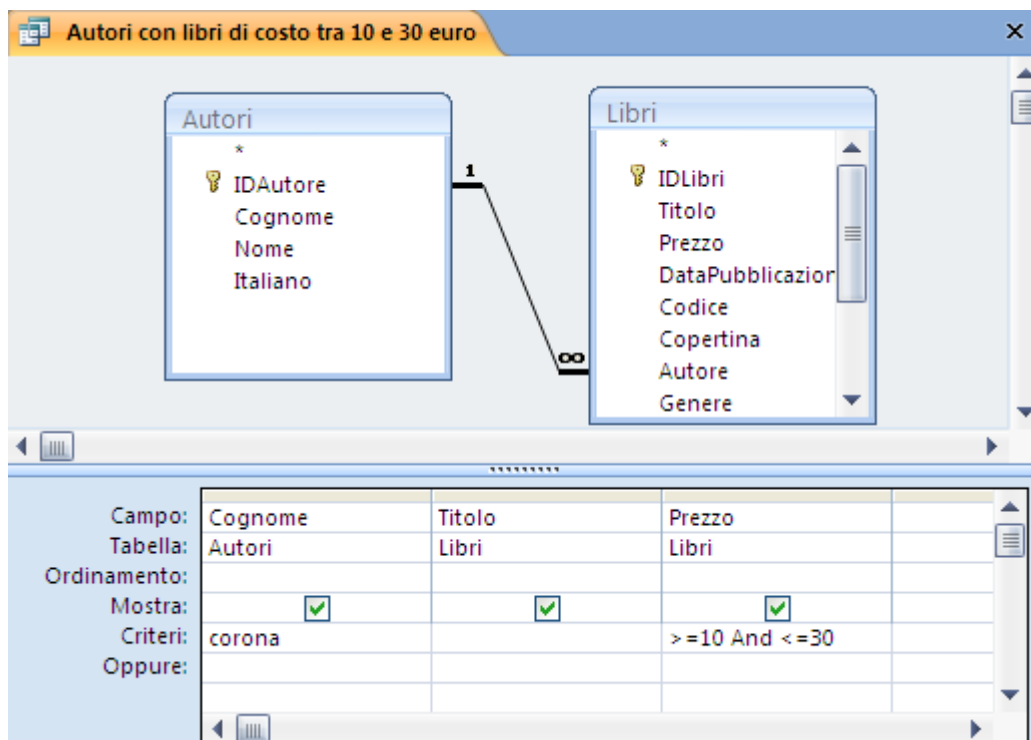 Autori con libri di costo tra 10 e 30 euro
Autori
*
IDAutore
Cognome
Nome
Italiano
1
∞
Libri
*
IDLibri
Titolo
Prezzo
DataPubblicazion
Codice
Copertina
Autore
Genere
Campo: Cognome Titolo Prezzo
Tabella: Autori Libri Libri
Ordinamento:
Mostra:
Criteri: corona >=10 And <=30
Oppure: